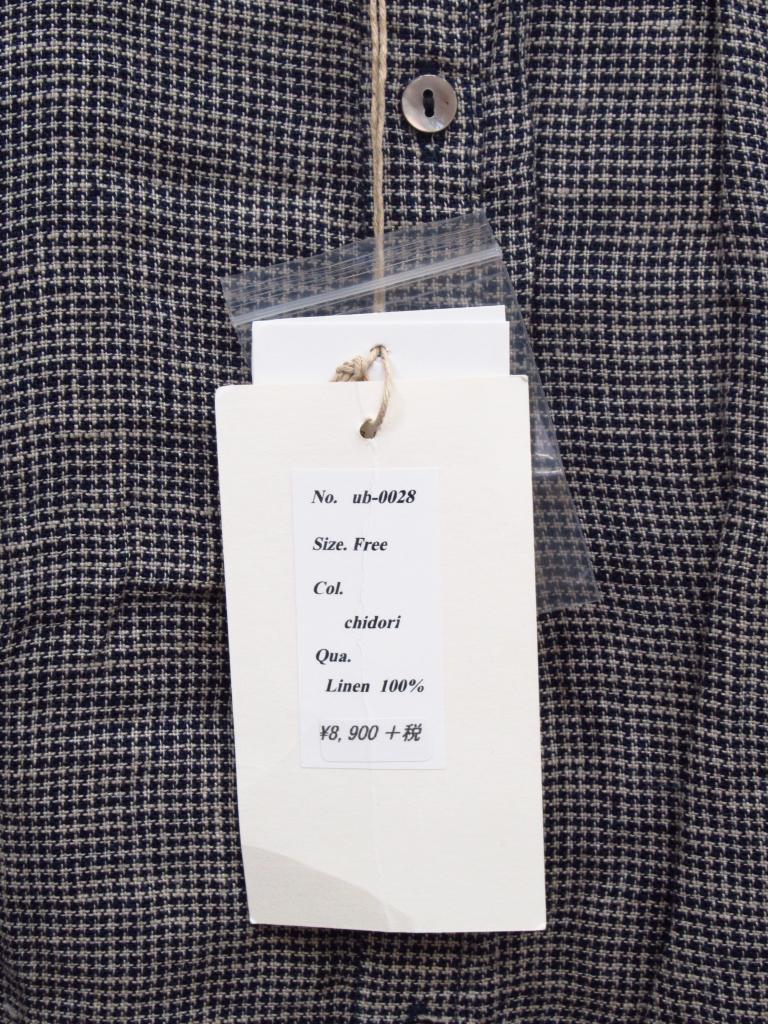 No. ub-0028
Size. Free
Col.
chidori
Qua.
Linen 100%
¥8,900+税